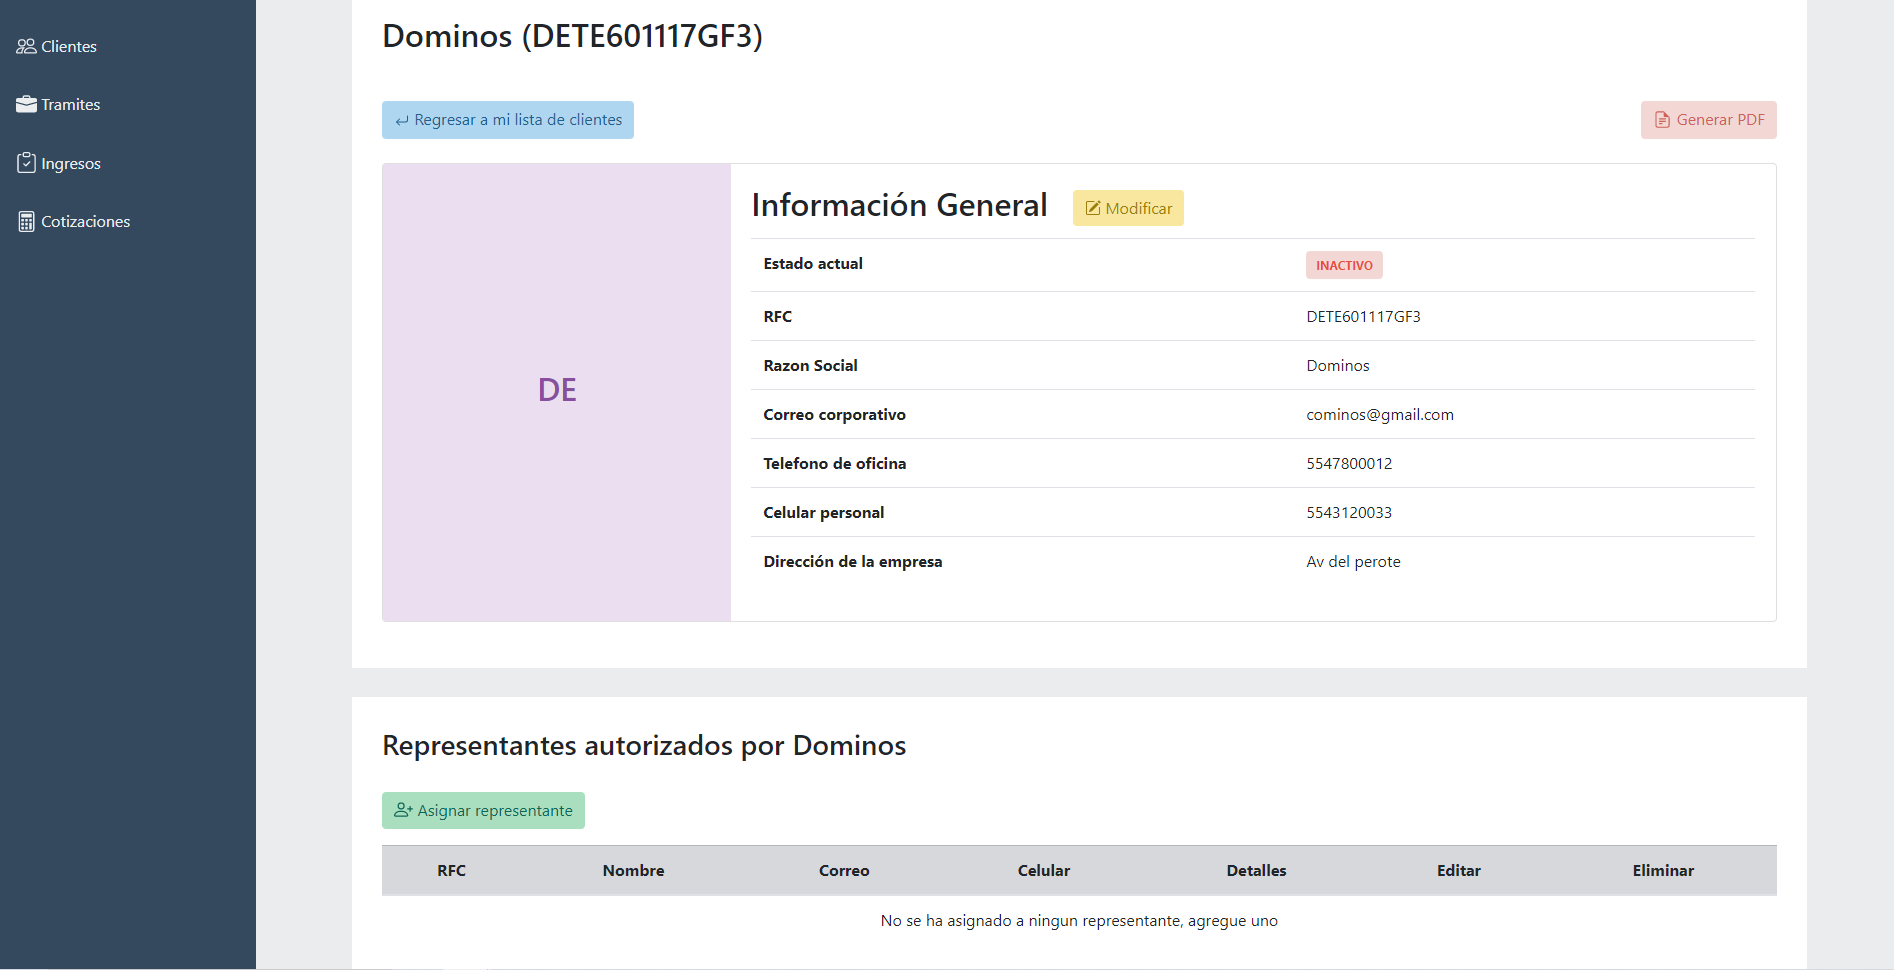 Clientes
Tramites
Ingresos
Cotizaciones
Dominos (DETE601117GF3)
Regresar a mi lista de clientes
Generar PDF
DE
Información General
Modificar
Estado actual INACTIVO
RFC DETE601117GF3
Razon Social Dominos
Correo corporativo cominos@gmail.com
Telefono de oficina 5547800012
Celular personal 5543120033
Dirección de la empresa Av del perote
Representantes autorizados por Dominos
Asignar representante
RFC Nombre Correo Celular Detalles Editar Eliminar
No se ha asignado a ningun representante, agregue uno